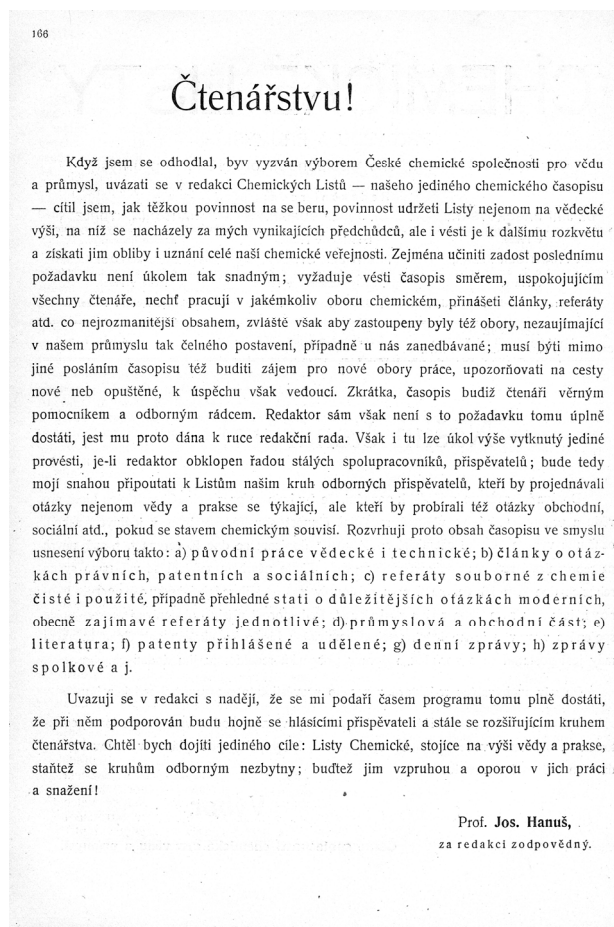 166
Čtenářstvu!
Když jsem se odhodlal, byv vyzván výborem České chemické společnosti pro vědu
a průmysl, uvázati se v redakci Chemických Listů — našeho jediného chemického časopisu
— cítil jsem, jak těžkou povinnost na se beru, povinnost udržeti Listy nejenom na vědecké
výši, na níž se nacházely za mých vynikajících předchůdců, ale i vésti je k dalšímu rozkvětu
a získati jim obliby i uznání celé naší chemické veřejnosti. Zejména učiniti zadost poslednímu
požadavku není úkolem tak snadným; vyžaduje vésti časopis směrem, uspokojujícím
všechny čtenáře, nechť pracují v jakémkoliv oboru chemickém, přinášeti články, referáty
atd. co nejrozmanitější obsahem, zvláště však aby zastoupeny byly též obory, nezaujímající
v našem průmyslu tak čelného postavení, případně u nás zanedbávané; musí býti mimo
jiné posláním časopisu též buditi zájem pro nové obory práce, upozorňovati na cesty
nové neb opuštěné, k úspěchu však vedoucí. Zkrátka, časopis budiž čtenáři věrným
pomocníkem a odborným rádcem. Redaktor sám však není s to požadavku tomu úplně
dostáti, jest mu proto dána k ruce redakční rada. Však i tu lze úkol výše vytknutý jedině
provésti, je-li redaktor obklopen řadou stálých spolupracovníků, přispěvatelů; bude tedy
mojí snahou připoutati k Listům našim kruh odborných přispěvatelů, kteří by projednávali
otázky nejenom vědy a prakse se týkající, ale kteří by probírali též otázky obchodní,
sociální atd., pokud se stavem chemickým souvisí. Rozvrhuji proto obsah časopisu ve smyslu
usnesení výboru takto: a) původní práce vědecké i technické; b) články o otáz-
kách právních, patentních a sociálních; c) referáty souborné z chemie
čisté i použité, případně přehledné stati o důležitějších otázkách moderních,
obecně zajímavé referáty jednotlivé; d) průmyslová a obchodní část; e)
literatura; f) patenty přihlášené a udělené; g) denní zprávy; h) zprávy
spolkové a j.
Uvazuji se v redakci s nadějí, že se mi podaří časem programu tomu plně dostáti,
že při něm podporován budu hojně se hlásícími přispěvateli a stále se rozšiřujícím kruhem
čtenářstva. Chtěl bych dojíti jediného cíle: Listy Chemické, stojíce na výši vědy a prakse,
staňtež se kruhům odborným nezbytny; buďtež jim vzpruhou a oporou v jich práci
a snažení!
Prof. Jos. Hanuš,
za redakci zodpovědný.